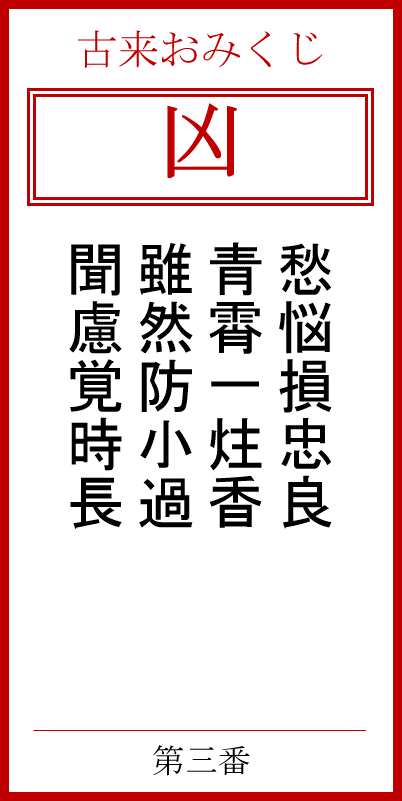 古来おみくじ
凶
愁悩損忠良
青霄一炷香
雖然防小過
聞慮覚時長
第三番